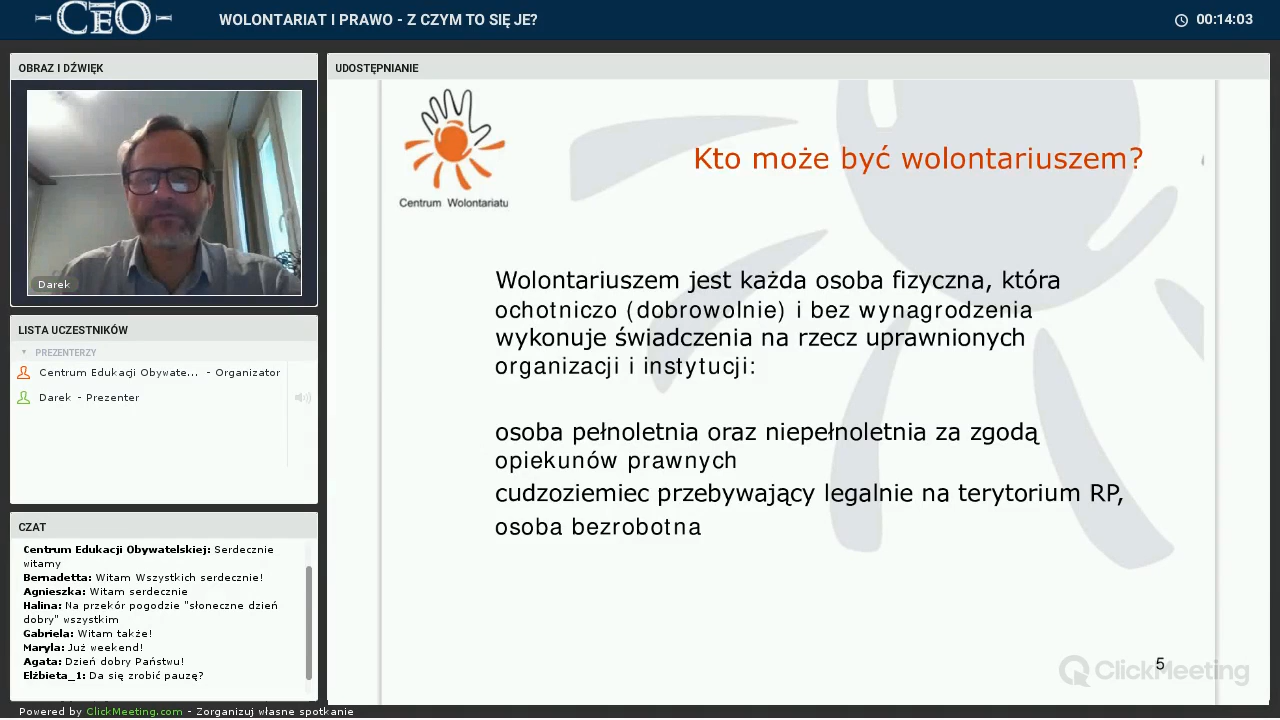 CEO
WOLONTARIAT I PRAWO - Z CZYM TO SIĘ JE?
00:14:03
OBRAZ I DŹWIĘK
Darek
LISTA UCZESTNIKÓW
PREZENTERZY
Centrum Edukacji Obywate... - Organizator
Darek - Prezenter
CZAT
Centrum Edukacji Obywatelskiej: Serdecznie
witamy
Bernadetta: Witam Wszystkich serdecznie!
Agnieszka: Witam serdecznie
Halina: Na przekór pogodzie "słoneczne dzień
dobry" wszystkim
Gabriela: Witam także!
Maryla: Już weekend!
Agata: Dzień dobry Państwu!
Elżbieta_1: Da się zrobić pauzę?
Powered by ClickMeeting.com - Zorganizuj własne spotkanie
UDOSTĘPNIANIE
Centrum Wolontariatu
Kto może być wolontariuszem?
Wolontariuszem jest każda osoba fizyczna, która
ochotniczo (dobrowolnie) i bez wynagrodzenia
wykonuje świadczenia na rzecz uprawnionych
organizacji i instytucji:
osoba pełnoletnia oraz niepełnoletnia za zgodą
opiekunów prawnych
cudzoziemiec przebywający legalnie na terytorium RP,
osoba bezrobotna
5
ClickMeeting